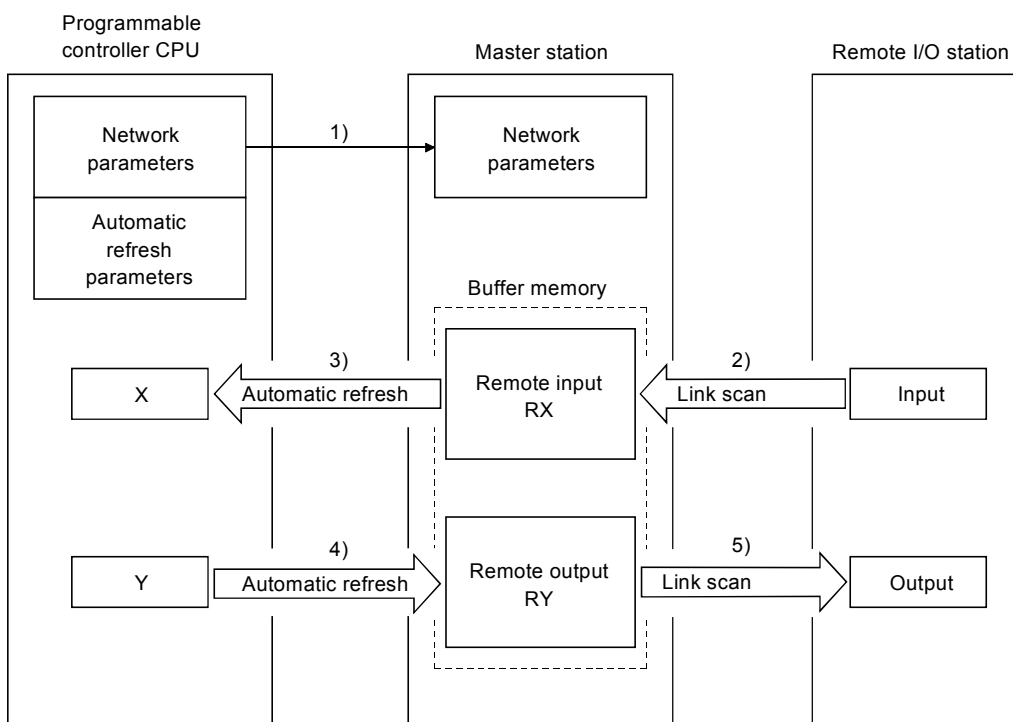 Programmable
controller CPU
Master station
Remote I/O station
Network
parameters
1)
Network
parameters
Automatic
refresh
parameters
Buffer memory
X
3)
Automatic refresh
Remote input
RX
2)
Link scan
Input
Y
4)
Automatic refresh
Remote output
RY
5)
Link scan
Output